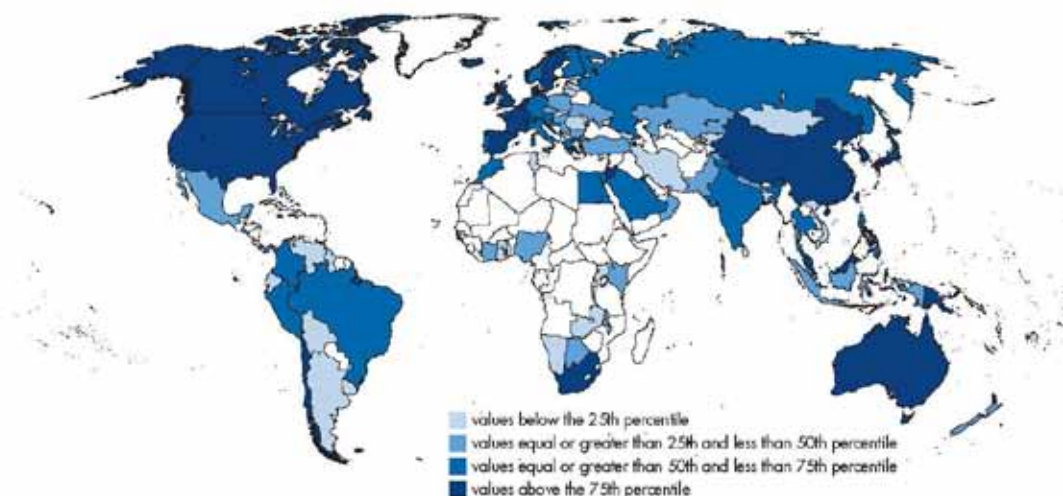 values below the 25th percentile
values equal or greater than 25th and less than 50th percentile
values equal or greater than 50th and less than 75th percentile
values above the 75th percentile